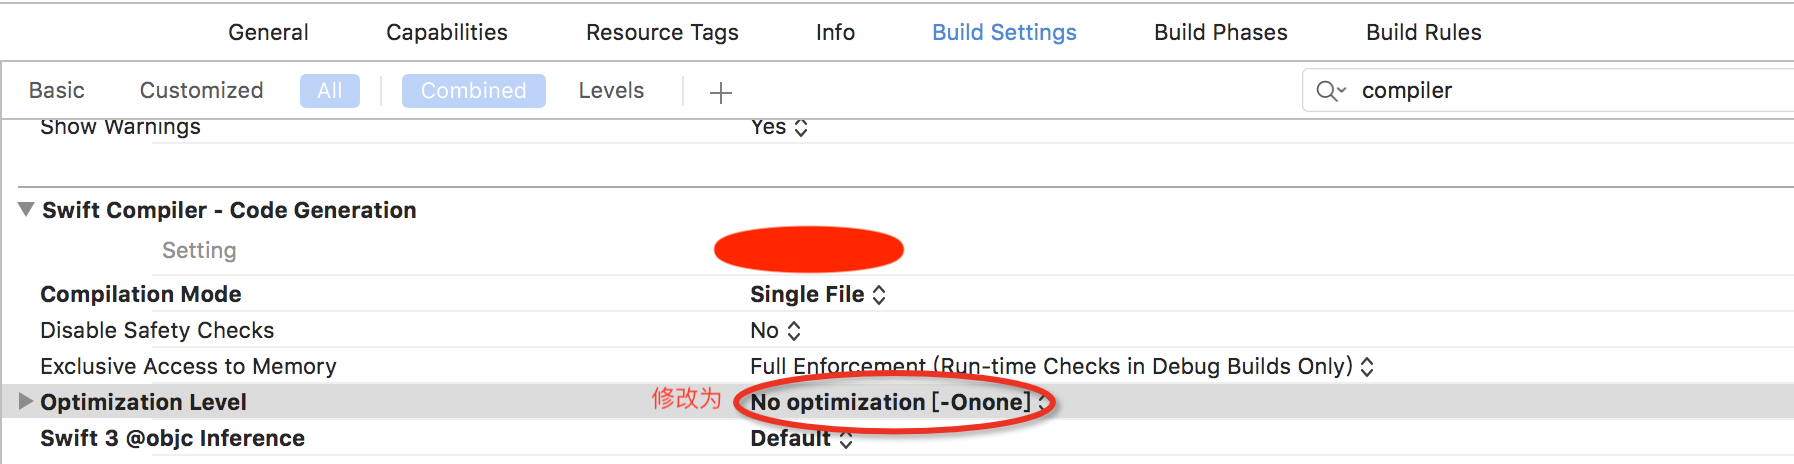 General Capabilities Resource Tags Info Build Settings Build Phases Build Rules
Basic Customized All Combined Levels + compiler
Show Warnings Yes
Swift Compiler - Code Generation
Setting
Compilation Mode Single File
Disable Safety Checks No
Exclusive Access to Memory Full Enforcement (Run-time Checks in Debug Builds Only)
Optimization Level 修改为 No optimization [-Onone]
Swift 3 @objc Inference Default